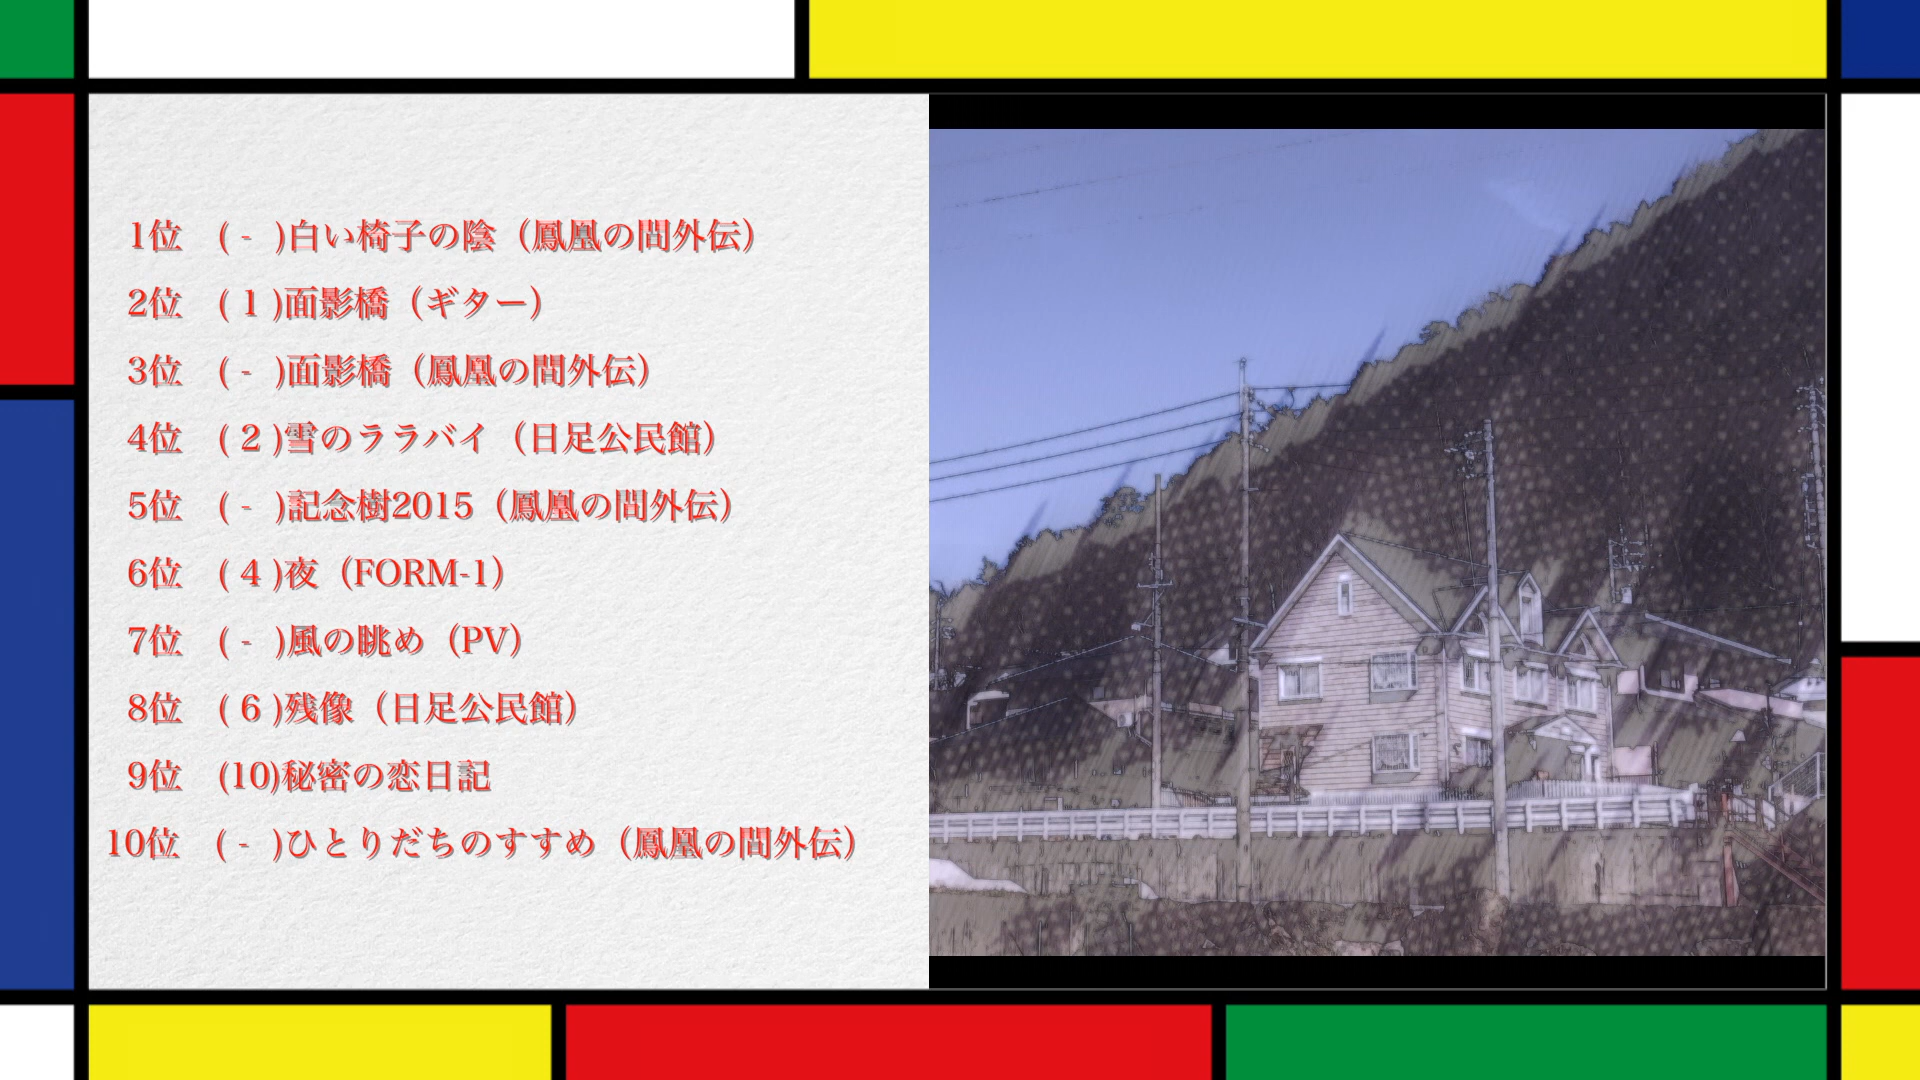 1位 ( - )白い椅子の陰（鳳凰の間外伝）
2位 ( 1 )面影橋（ギター）
3位 ( - )面影橋（鳳凰の間外伝）
4位 ( 2 )雪のララバイ（日足公民館）
5位 ( - )記念樹2015（鳳凰の間外伝）
6位 ( 4 )夜（FORM-1）
7位 ( - )風の眺め（PV）
8位 ( 6 )残像（日足公民館）
9位 (10)秘密の恋日記
10位 ( - )ひとりだちのすすめ（鳳凰の間外伝）